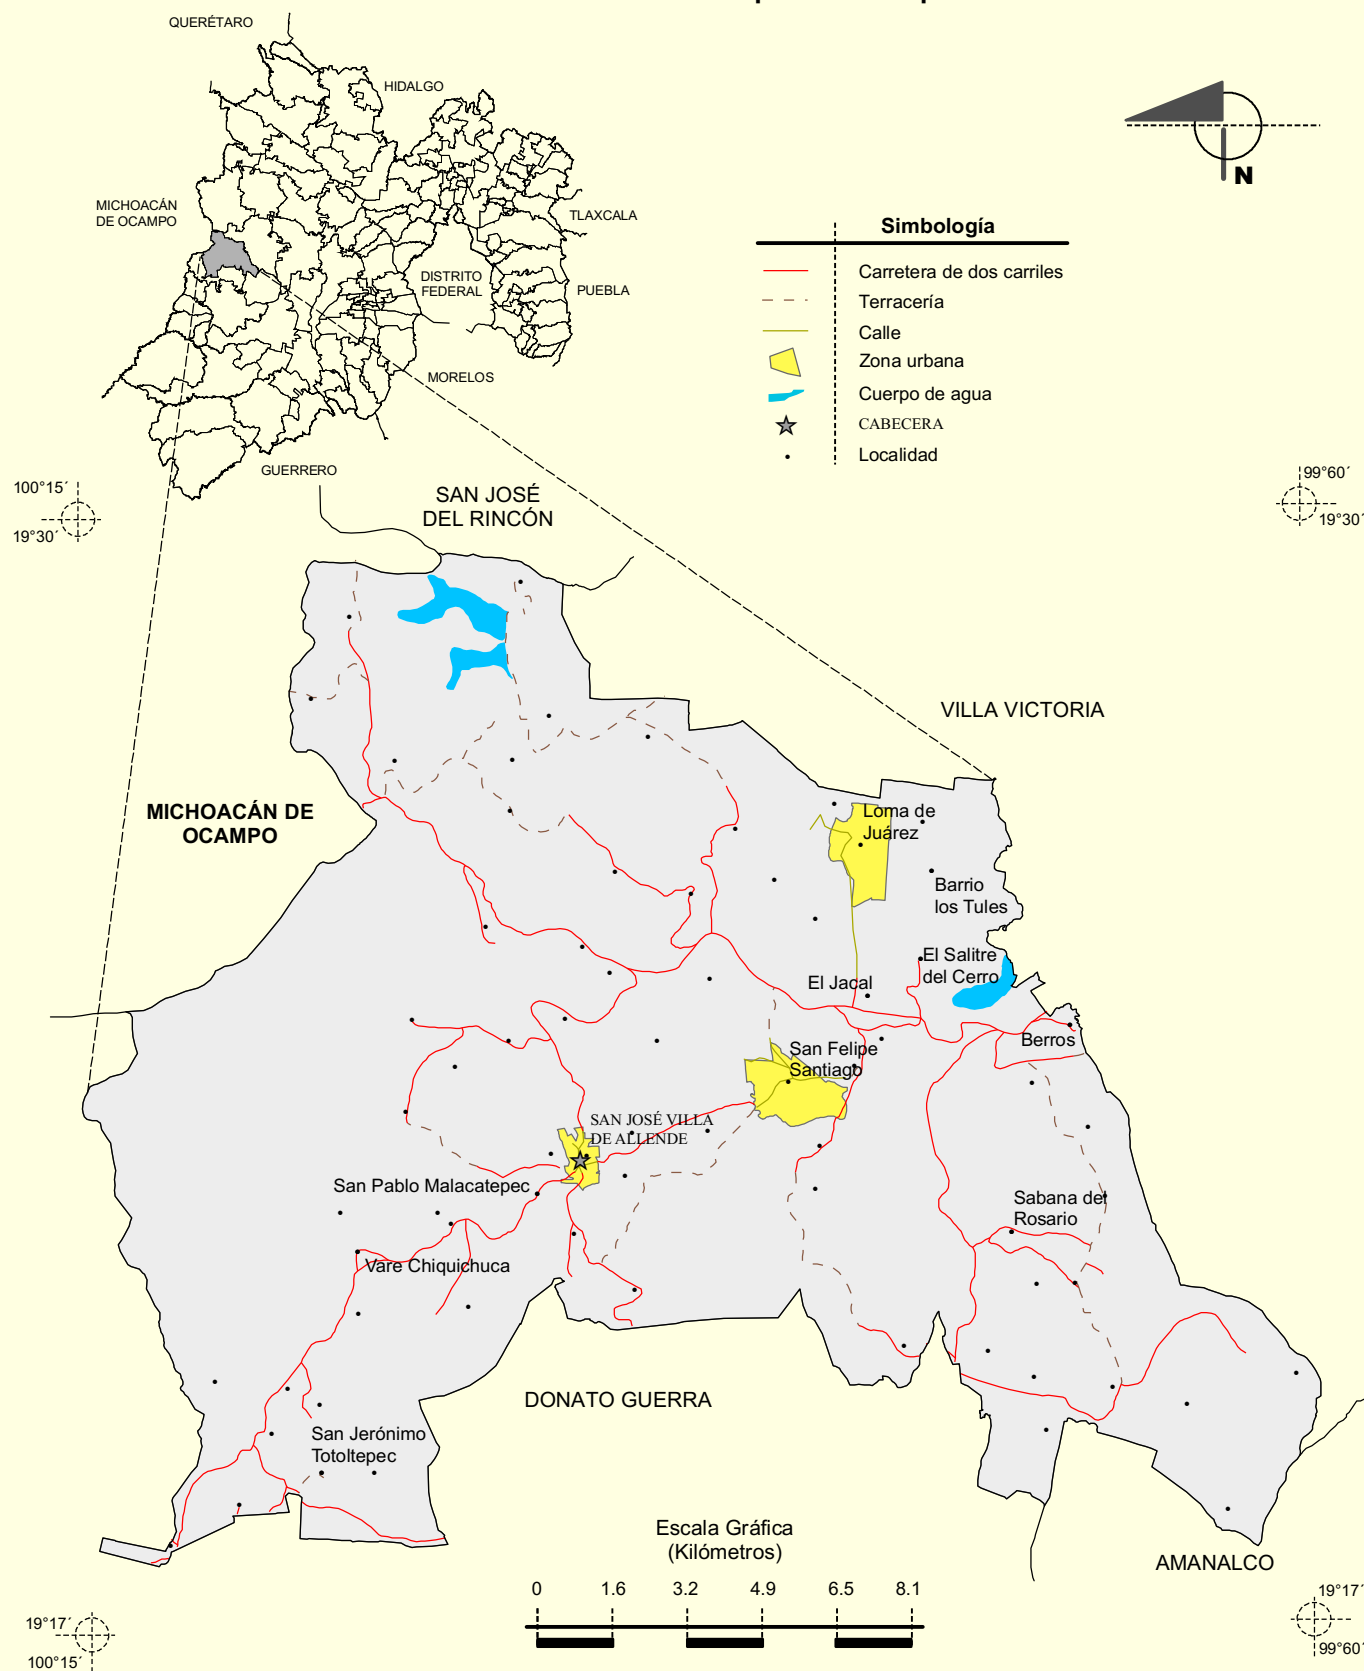 QUERÉTARO
HIDALGO
MICHOACÁN
DE OCAMPO
TLAXCALA
DISTRITO
FEDERAL
PUEBLA
MORELOS
GUERRERO
N
Simbología
Carretera de dos carriles
Terracería
Calle
Zona urbana
Cuerpo de agua
CABECERA
Localidad
100°15´
19°30´
99°60´
19°30´
SAN JOSÉ
DEL RINCÓN
VILLA VICTORIA
MICHOACÁN DE
OCAMPO
Loma de
Juárez
Barrio
los Tules
El Salitre
del Cerro
El Jacal
Berros
San Felipe
Santiago
SAN JOSÉ VILLA
DE ALLENDE
San Pablo Malacatepec
Sabana del
Rosario
Vare Chiquichuca
DONATO GUERRA
San Jerónimo
Totoltepec
AMANALCO
Escala Gráfica
(Kilómetros)
0 1.6 3.2 4.9 6.5 8.1
19°17´
100°15´
19°17´
99°60´